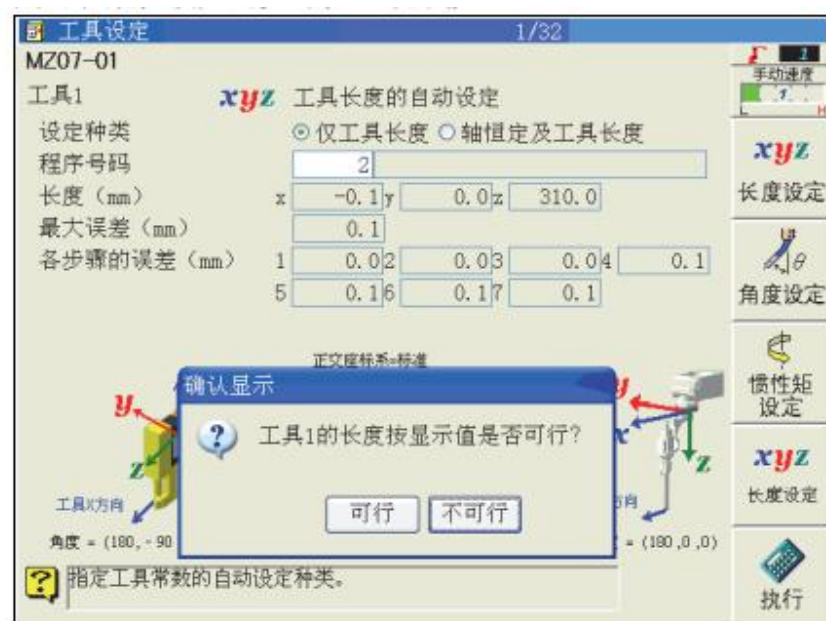 工具设定 1/32
MZ07-01
1
手动速度
1
L H
工具1 xyz 工具长度的自动设定
设定种类 仅工具长度 轴恒定及工具长度
程序号码 2
长度（mm） x -0.1 y 0.0 z 310.0
最大误差（mm） 0.1
各步骤的误差（mm） 1 0.0 2 0.0 3 0.0 4 0.1
5 0.1 6 0.1 7 0.1
正交座标系=标准
确认显示
工具1的长度按显示值是否可行？
可行 不可行
y
z
工具X方向
角度 = (180,-90
y
x
z
方向
= (180,0,0)
指定工具常数的自动设定种类。
xyz
长度设定
θ
角度设定
惯性矩
设定
xyz
长度设定
执行